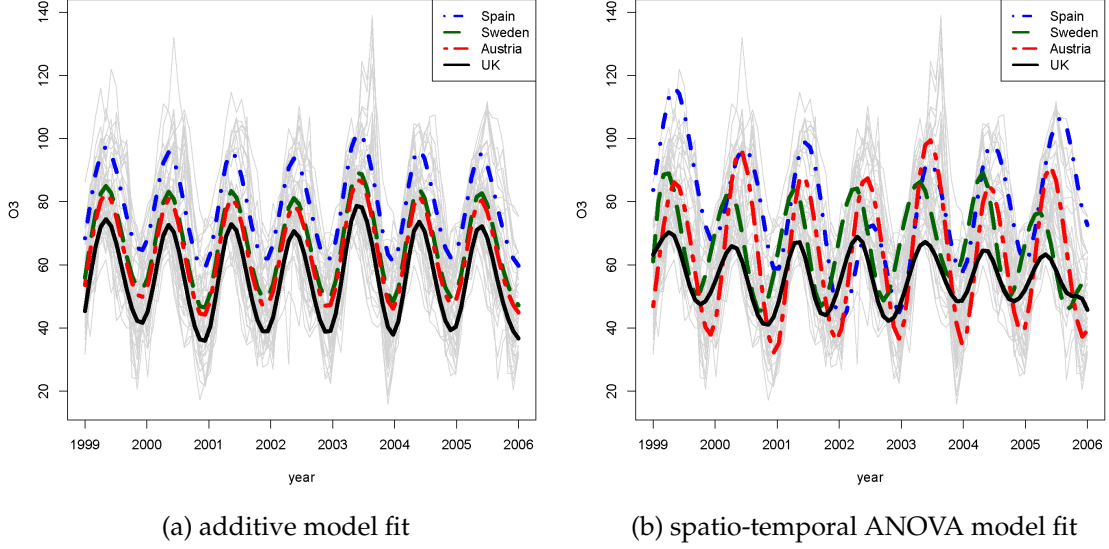 140
120
100
80
60
40
20
O3
1999 2000 2001 2002 2003 2004 2005 2006
year
Spain
Sweden
Austria
UK
(a) additive model fit
140
120
100
80
60
40
20
O3
1999 2000 2001 2002 2003 2004 2005 2006
year
Spain
Sweden
Austria
UK
(b) spatio-temporal ANOVA model fit